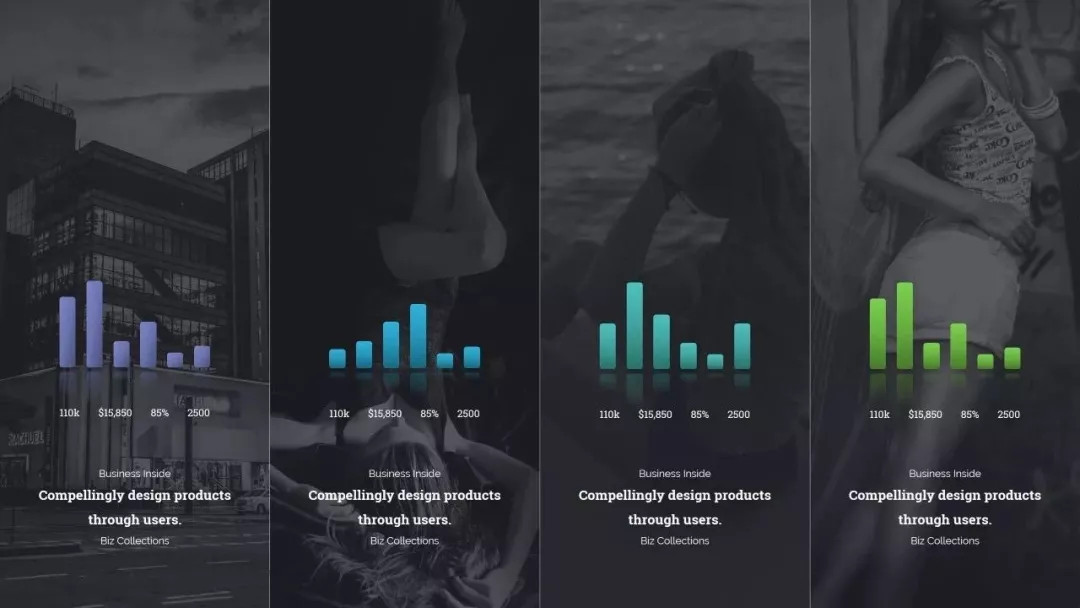 110k $15,850 85% 2500
Business Inside
Compellingly design products
through users.
Biz Collections
110k $15,850 85% 2500
Business Inside
Compellingly design products
through users.
Biz Collections
110k $15,850 85% 2500
Business Inside
Compellingly design products
through users.
Biz Collections
110k $15,850 85% 2500
Business Inside
Compellingly design products
through users.
Biz Collections